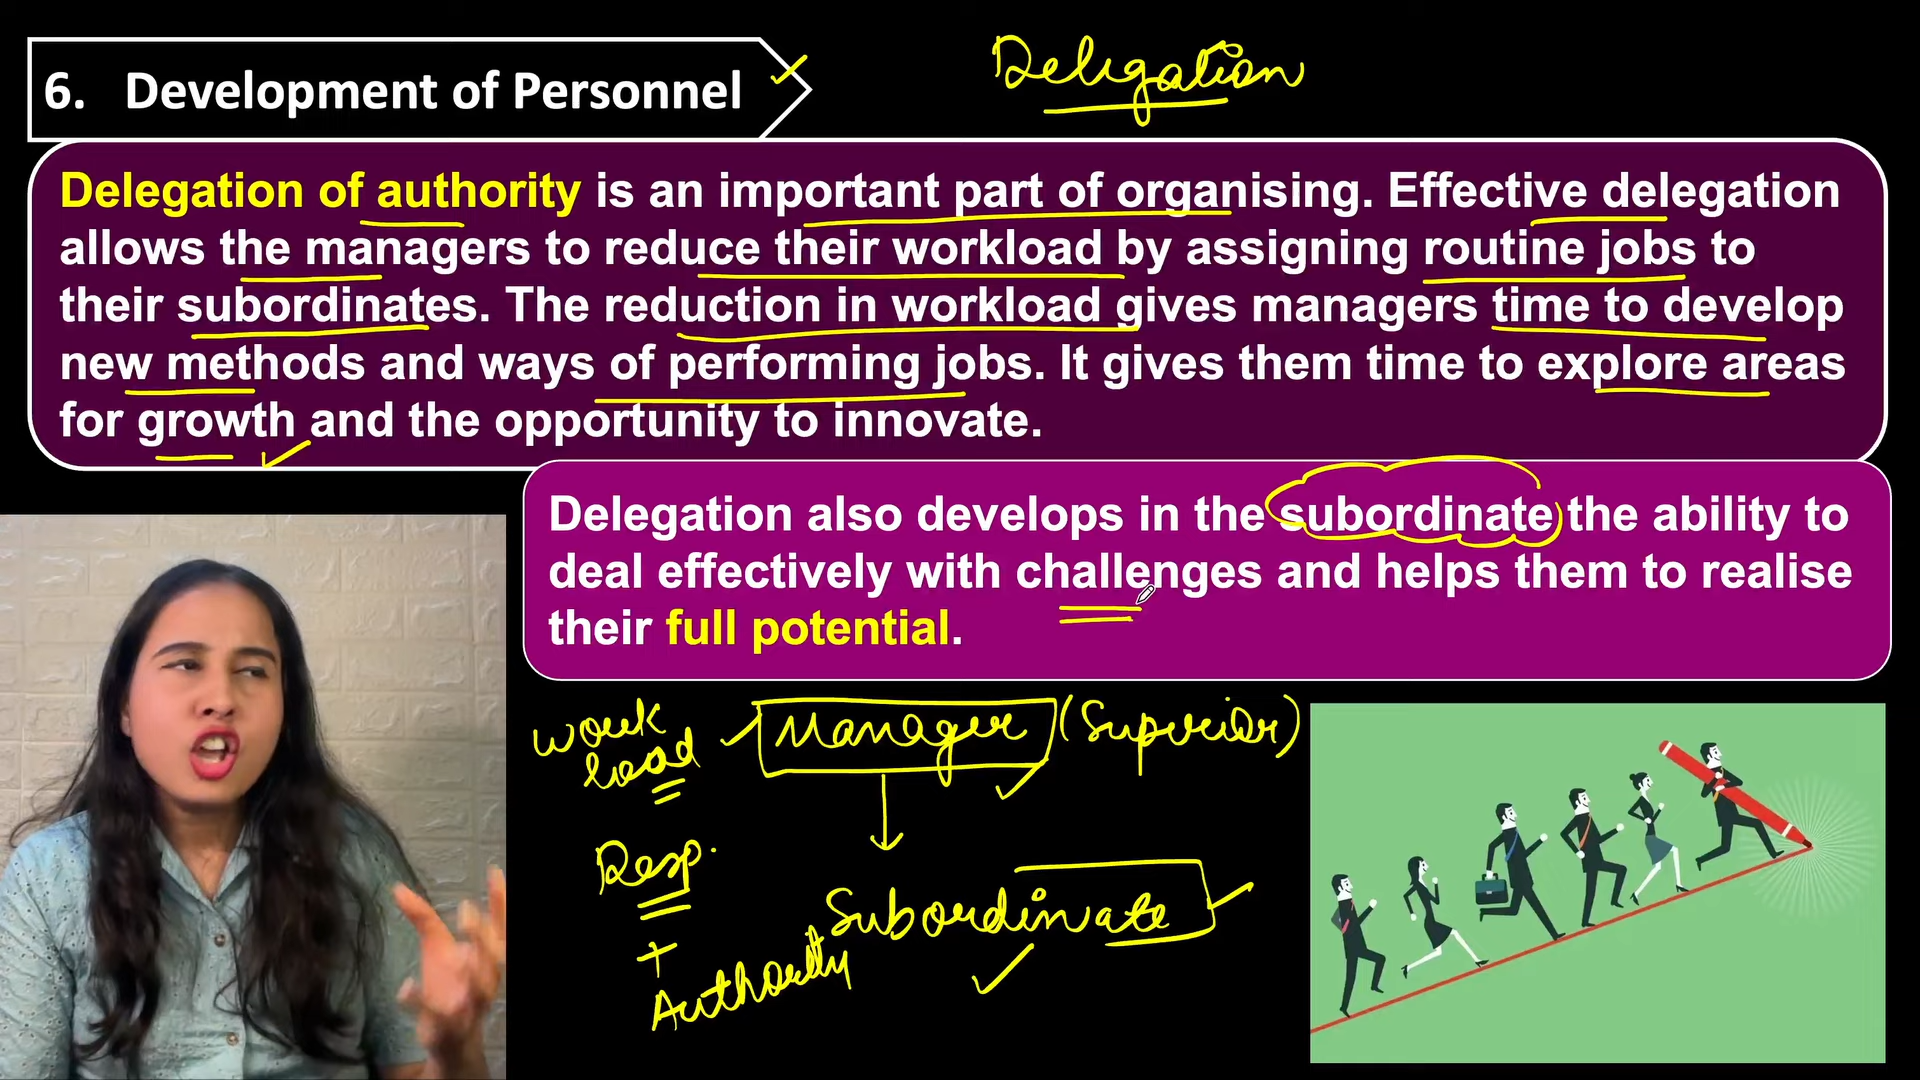 6. Development of Personnel
Delegation
Delegation of authority is an important part of organising. Effective delegation
allows the managers to reduce their workload by assigning routine jobs to
their subordinates. The reduction in workload gives managers time to develop
new methods and ways of performing jobs. It gives them time to explore areas
for growth and the opportunity to innovate.
Delegation also develops in the subordinate the ability to
deal effectively with challenges and helps them to realise
their full potential.
work
load
Manager (Superior)
Resp.
+
Authority
Subordinate